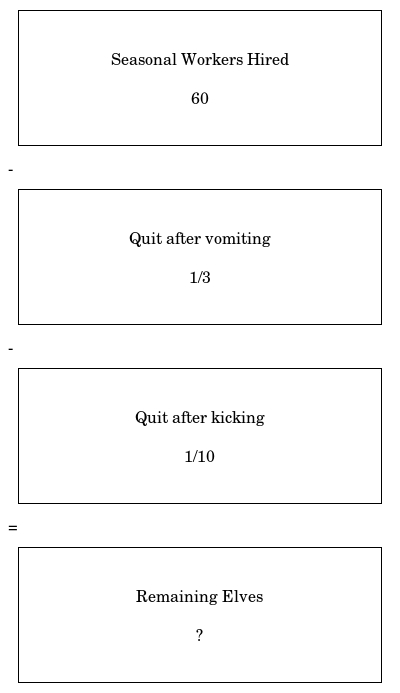 Seasonal Workers Hired
60
-
Quit after vomiting
1/3
-
Quit after kicking
1/10
=
Remaining Elves
?